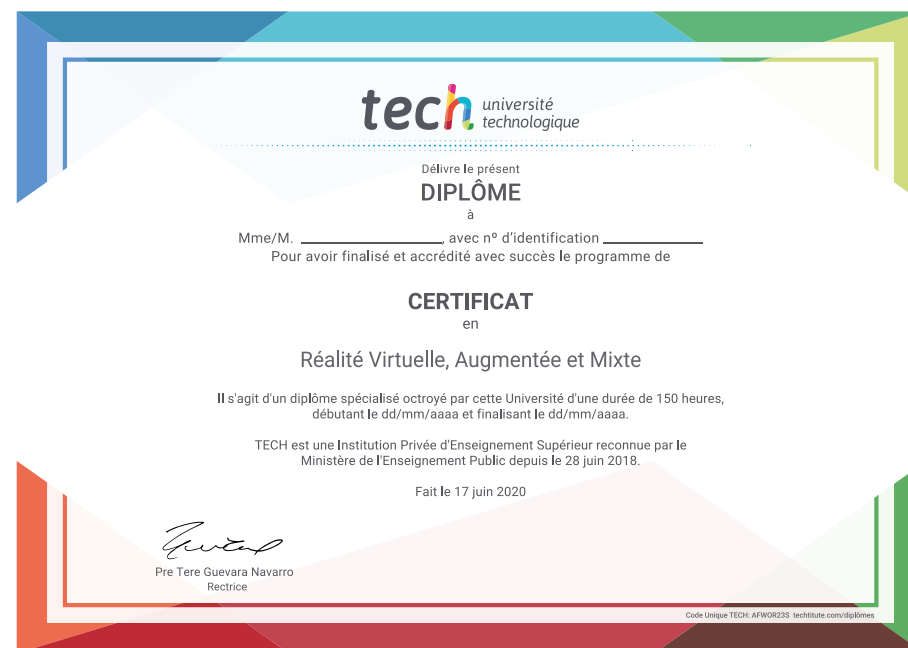 tech université
technologique
Délivre le présent
DIPLÔME
à
Mme/M. ____________________, avec nº d'identification ______________
Pour avoir finalisé et accrédité avec succès le programme de
CERTIFICAT
en
Réalité Virtuelle, Augmentée et Mixte
Il s'agit d'un diplôme spécialisé octroyé par cette Université d'une durée de 150 heures,
débutant le dd/mm/aaaa et finalisant le dd/mm/aaaa.
TECH est une Institution Privée d'Enseignement Supérieur reconnue par le
Ministère de l'Enseignement Public depuis le 28 juin 2018.
Fait le 17 juin 2020
Pre Tere Guevara Navarro
Rectrice
Code Unique TECH: AFWOR23S techtitute.com/diplômes